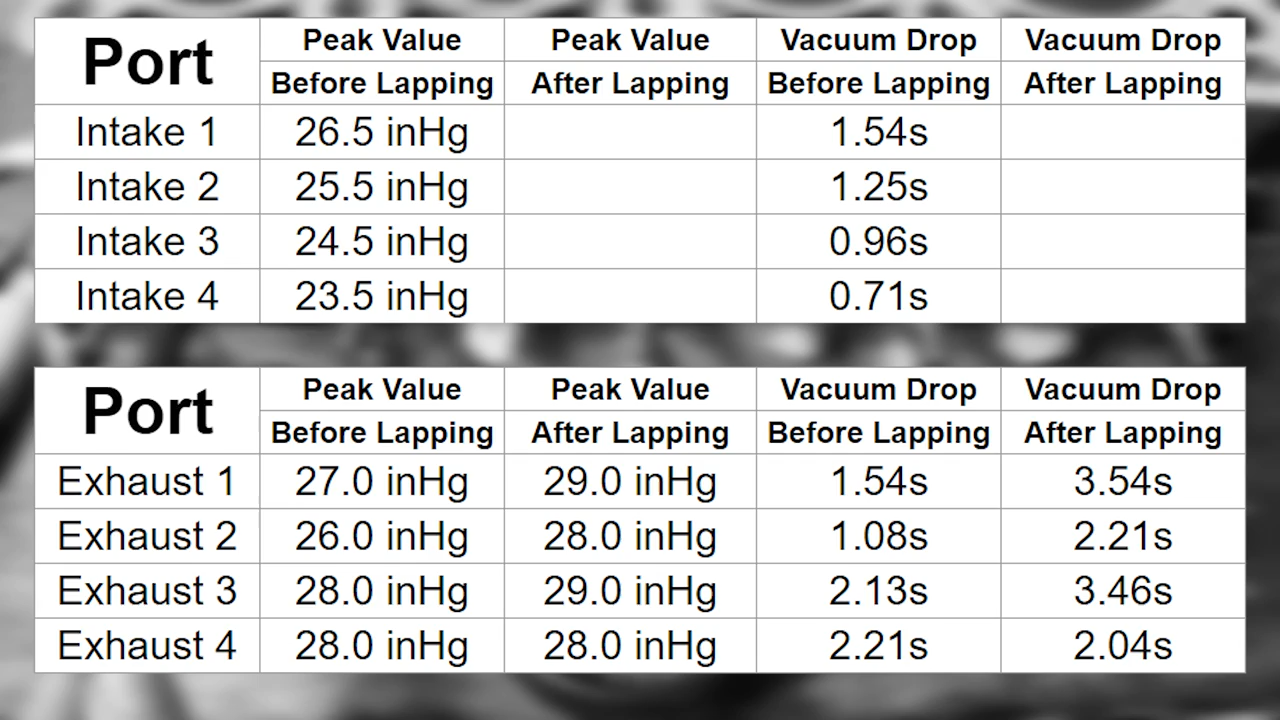 Port Peak Value Peak Value Vacuum Drop Vacuum Drop
Before Lapping After Lapping Before Lapping After Lapping
Intake 1 26.5 inHg 1.54s
Intake 2 25.5 inHg 1.25s
Intake 3 24.5 inHg 0.96s
Intake 4 23.5 inHg 0.71s
Port Peak Value Peak Value Vacuum Drop Vacuum Drop
Before Lapping After Lapping Before Lapping After Lapping
Exhaust 1 27.0 inHg 29.0 inHg 1.54s 3.54s
Exhaust 2 26.0 inHg 28.0 inHg 1.08s 2.21s
Exhaust 3 28.0 inHg 29.0 inHg 2.13s 3.46s
Exhaust 4 28.0 inHg 28.0 inHg 2.21s 2.04s